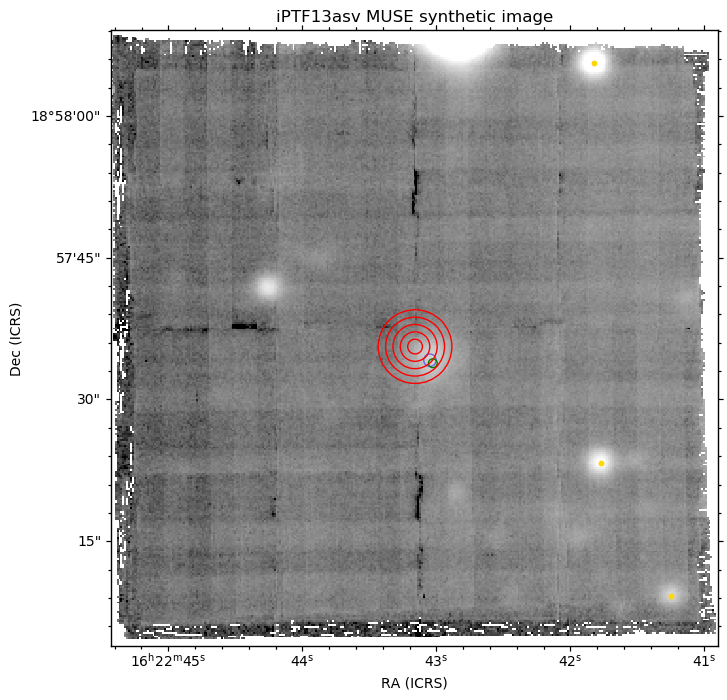 iPTF13asv MUSE synthetic image
18°58'00"
57'45"
30"
15"
Dec (ICRS)
16ʰ22ᵐ45ˢ 44ˢ 43ˢ 42ˢ 41ˢ
RA (ICRS)